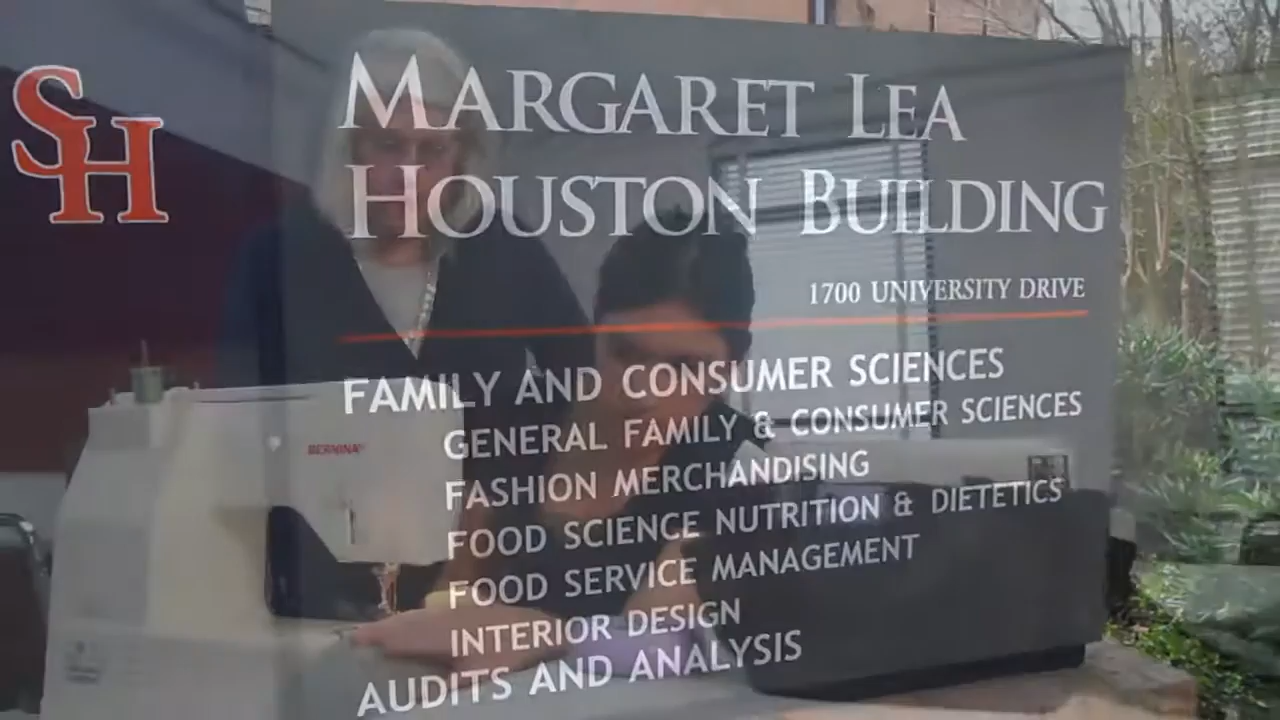 SH
MARGARET LEA
HOUSTON BUILDING
1700 UNIVERSITY DRIVE
FAMILY AND CONSUMER SCIENCES
GENERAL FAMILY & CONSUMER SCIENCES
FASHION MERCHANDISING
FOOD SCIENCE NUTRITION & DIETETICS
FOOD SERVICE MANAGEMENT
INTERIOR DESIGN
AUDITS AND ANALYSIS
BERNINA